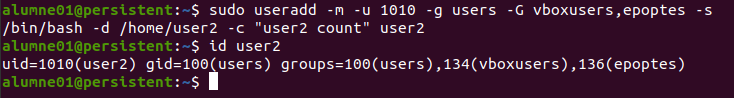 alumne01@persistent:~$ sudo useradd -m -u 1010 -g users -G vboxusers,epoptes -s
/bin/bash -d /home/user2 -c "user2 count" user2
alumne01@persistent:~$ id user2
uid=1010(user2) gid=100(users) groups=100(users),134(vboxusers),136(epoptes)
alumne01@persistent:~$